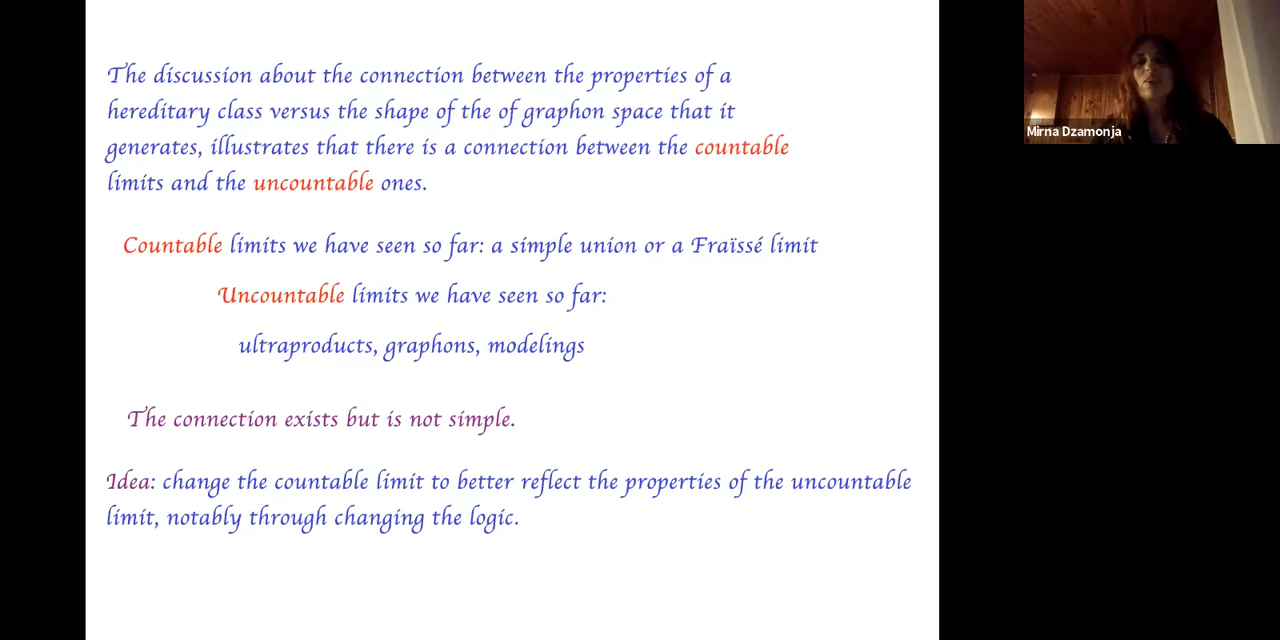 The discussion about the connection between the properties of a
hereditary class versus the shape of the of graphon space that it
generates, illustrates that there is a connection between the countable
limits and the uncountable ones.
Countable limits we have seen so far: a simple union or a Fraïssé limit
Uncountable limits we have seen so far:
ultraproducts, graphons, modelings
The connection exists but is not simple.
Idea: change the countable limit to better reflect the properties of the uncountable
limit, notably through changing the logic.
Mirna Dzamonja